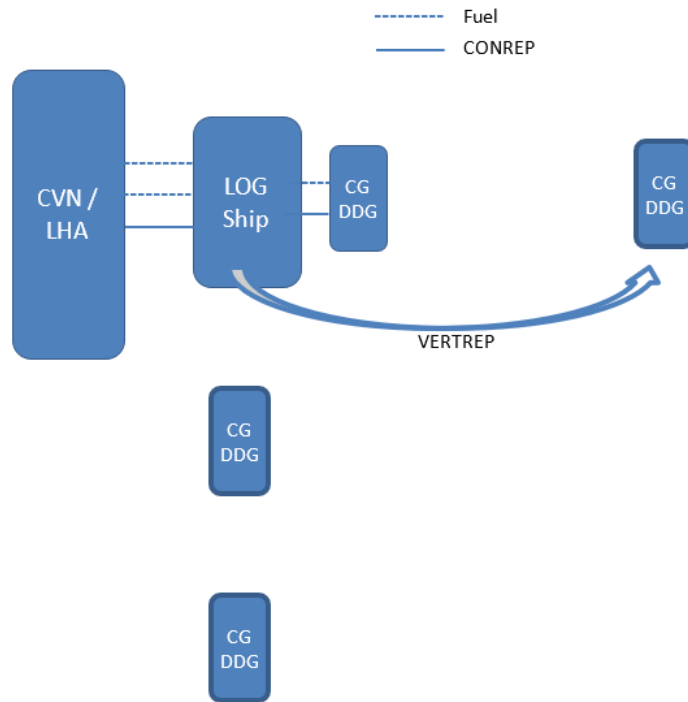 Fuel
CONREP
CVN /
LHA
LOG
Ship
CG
DDG
CG
DDG
VERTREP
CG
DDG
CG
DDG